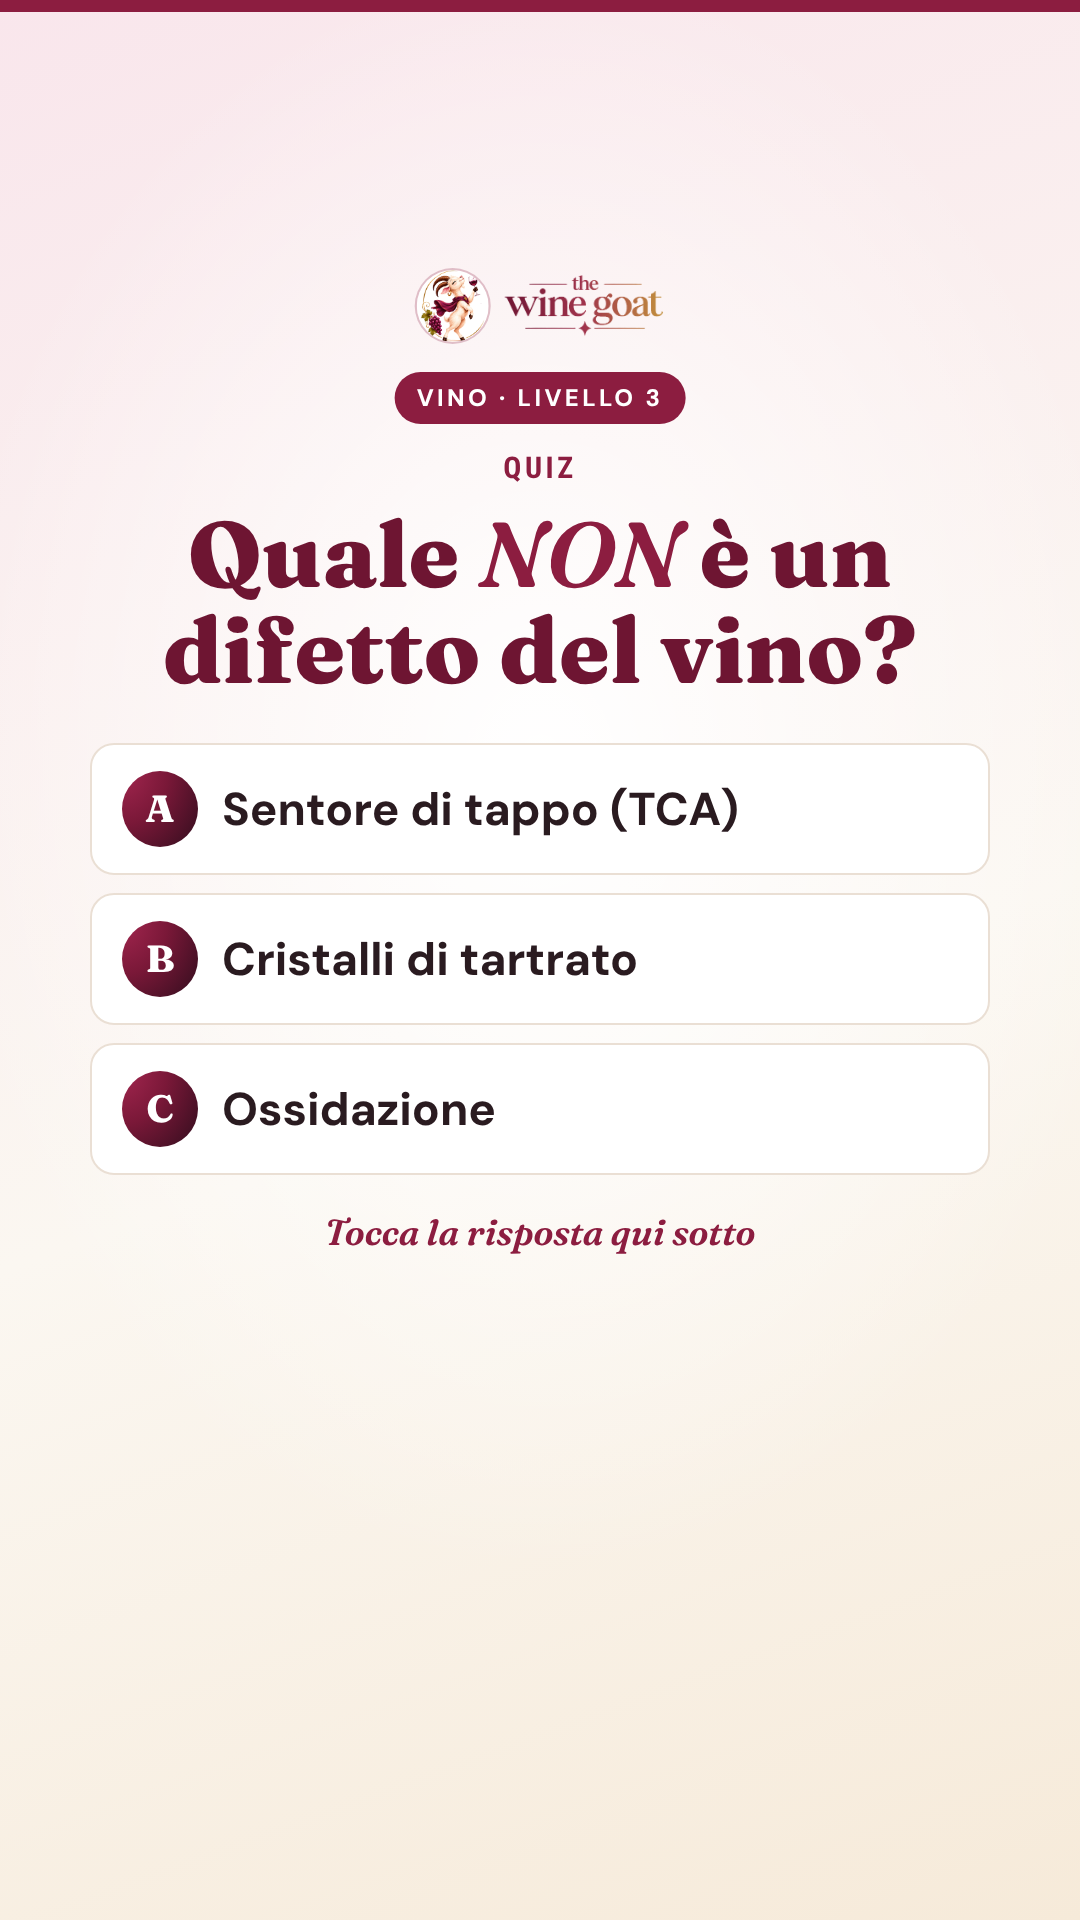 the
wine goat
VINO · LIVELLO 3
QUIZ
Quale NON è un
difetto del vino?
A Sentore di tappo (TCA)
B Cristalli di tartrato
C Ossidazione
Tocca la risposta qui sotto